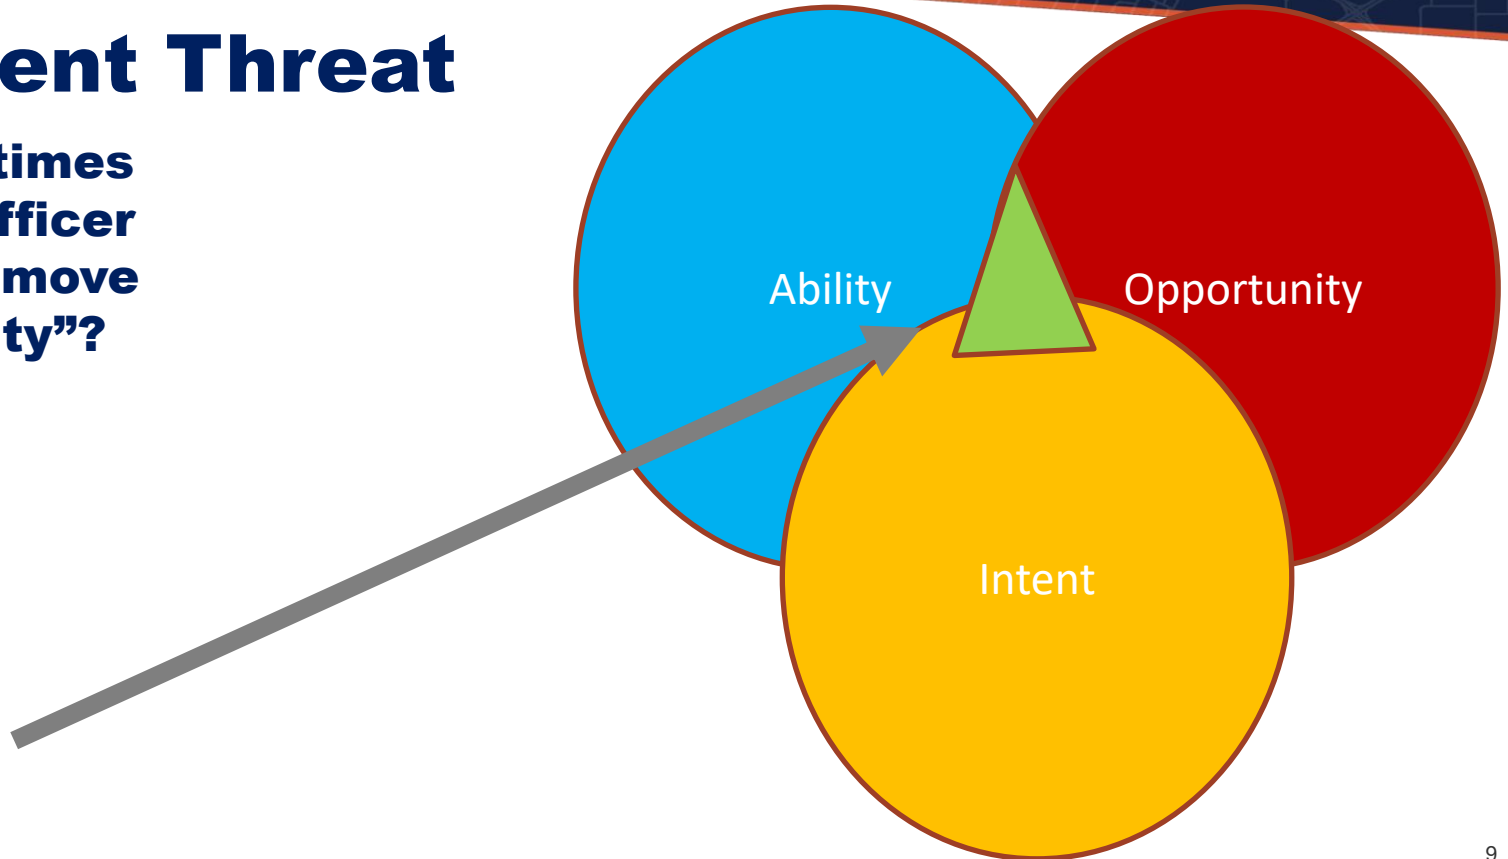 ent Threat
times
fficer
move
ty”?
Ability
Opportunity
Intent
9